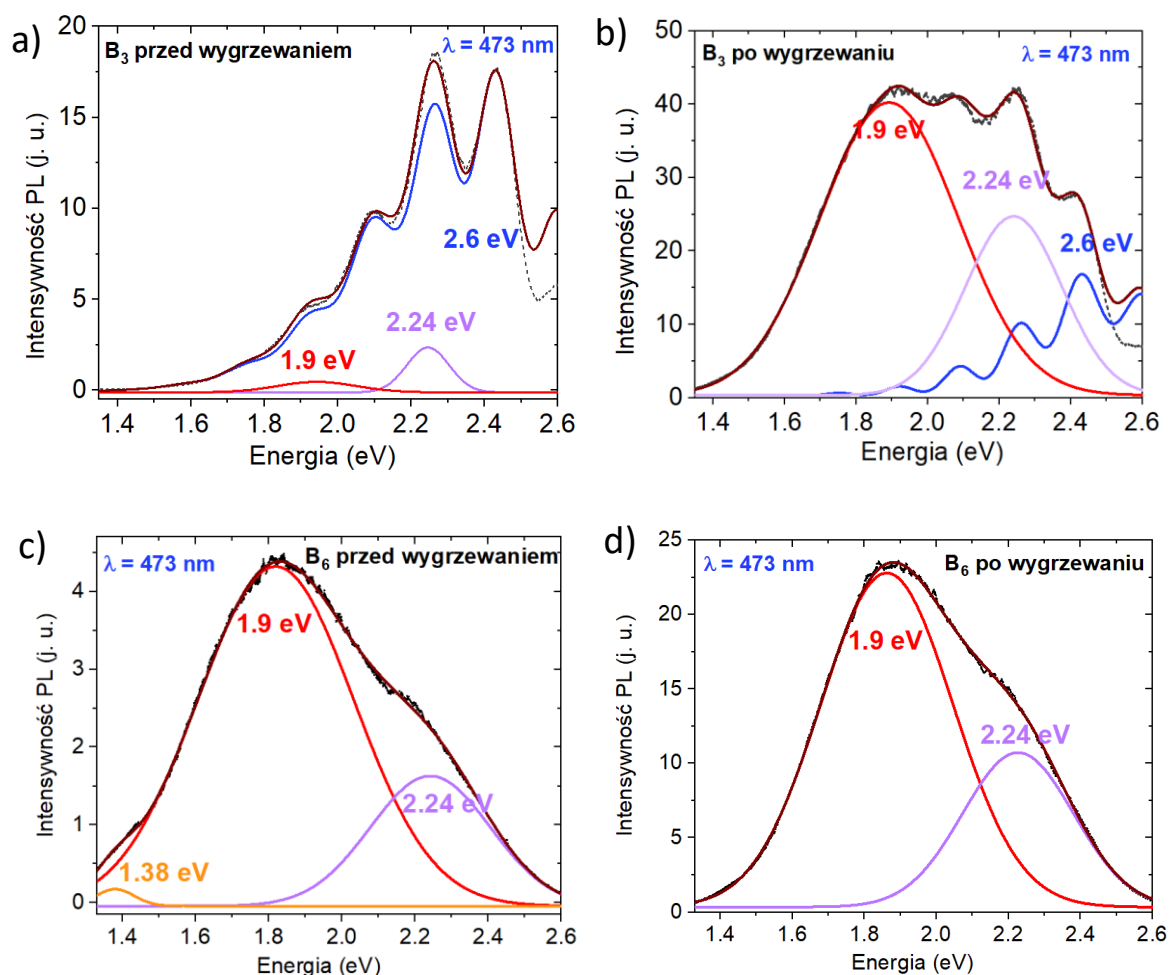 a)
B3 przed wygrzewaniem
λ = 473 nm
20
15
10
5
0
Intensywność PL (j. u.)
2.6 eV
2.24 eV
1.9 eV
1.4 1.6 1.8 2.0 2.2 2.4 2.6
Energia (eV)
b)
B3 po wygrzewaniu
λ = 473 nm
50
40
30
20
10
0
Intensywność PL (j. u.)
1.9 eV
2.24 eV
2.6 eV
1.4 1.6 1.8 2.0 2.2 2.4 2.6
Energia (eV)
c)
λ = 473 nm
B6 przed wygrzewaniem
4
3
2
1
0
Intensywność PL (j. u.)
1.9 eV
2.24 eV
1.38 eV
1.4 1.6 1.8 2.0 2.2 2.4 2.6
Energia (eV)
d)
λ = 473 nm
B6 po wygrzewaniu
25
20
15
10
5
0
Intensywność PL (j. u.)
1.9 eV
2.24 eV
1.4 1.6 1.8 2.0 2.2 2.4 2.6
Energia (eV)